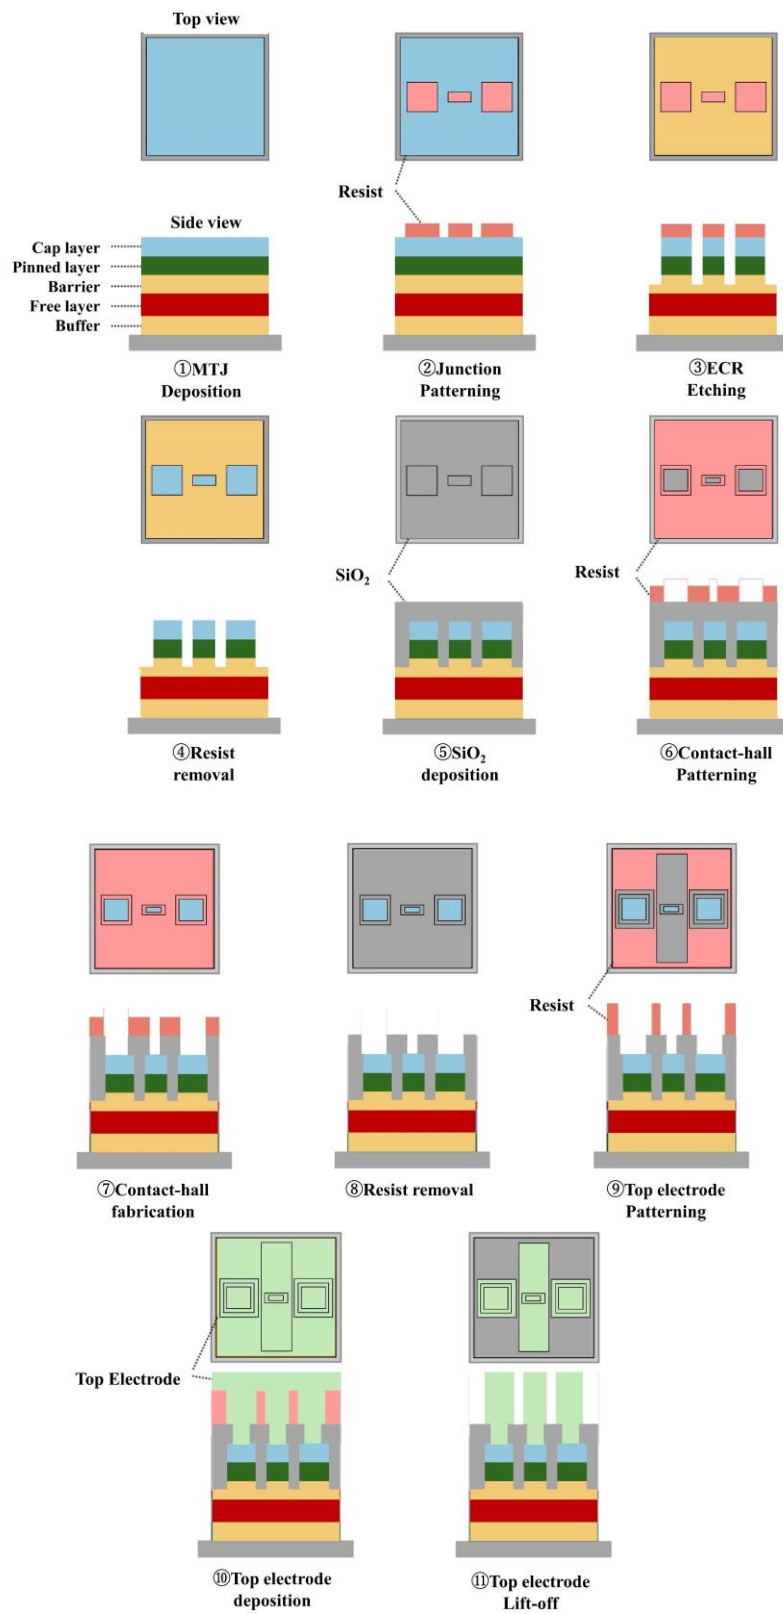 Top view
Resist
Side view
Cap layer
Pinned layer
Barrier
Free layer
Buffer
①MTJ
Deposition
②Junction
Patterning
③ECR
Etching
SiO₂
Resist
④Resist
removal
⑤SiO₂
deposition
⑥Contact-hall
Patterning
Resist
⑦Contact-hall
fabrication
⑧Resist removal
⑨Top electrode
Patterning
Top Electrode
⑩Top electrode
deposition
⑪Top electrode
Lift-off